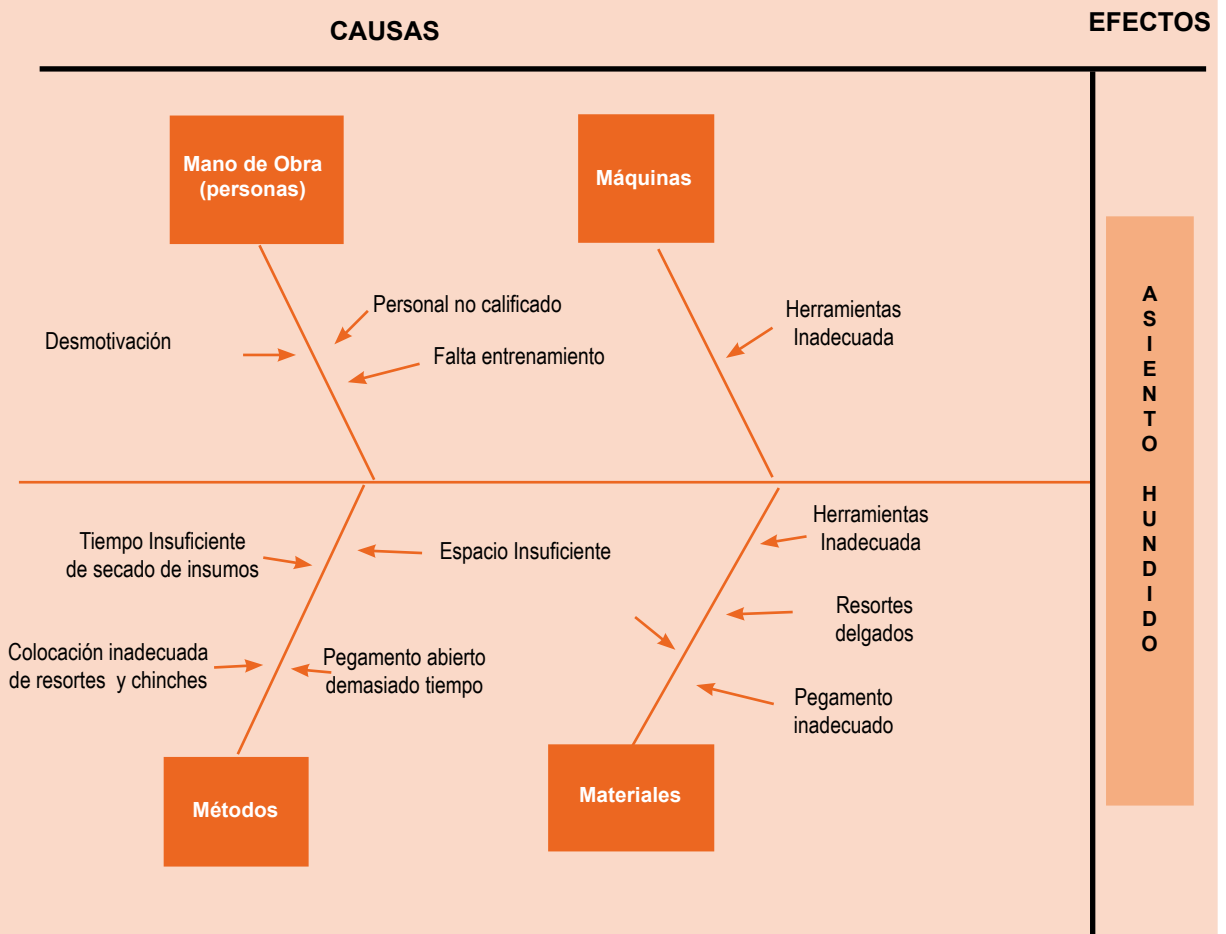 CAUSAS
EFECTOS
Mano de Obra
(personas)
Máquinas
Desmotivación
Personal no calificado
Falta entrenamiento
Herramientas
Inadecuada
Tiempo Insuficiente
de secado de insumos
Espacio Insuficiente
Colocación inadecuada
de resortes y chinches
Pegamento abierto
demasiado tiempo
Herramientas
Inadecuada
Resortes
delgados
Pegamento
inadecuado
Métodos
Materiales
ASIENTO HUNDIDO